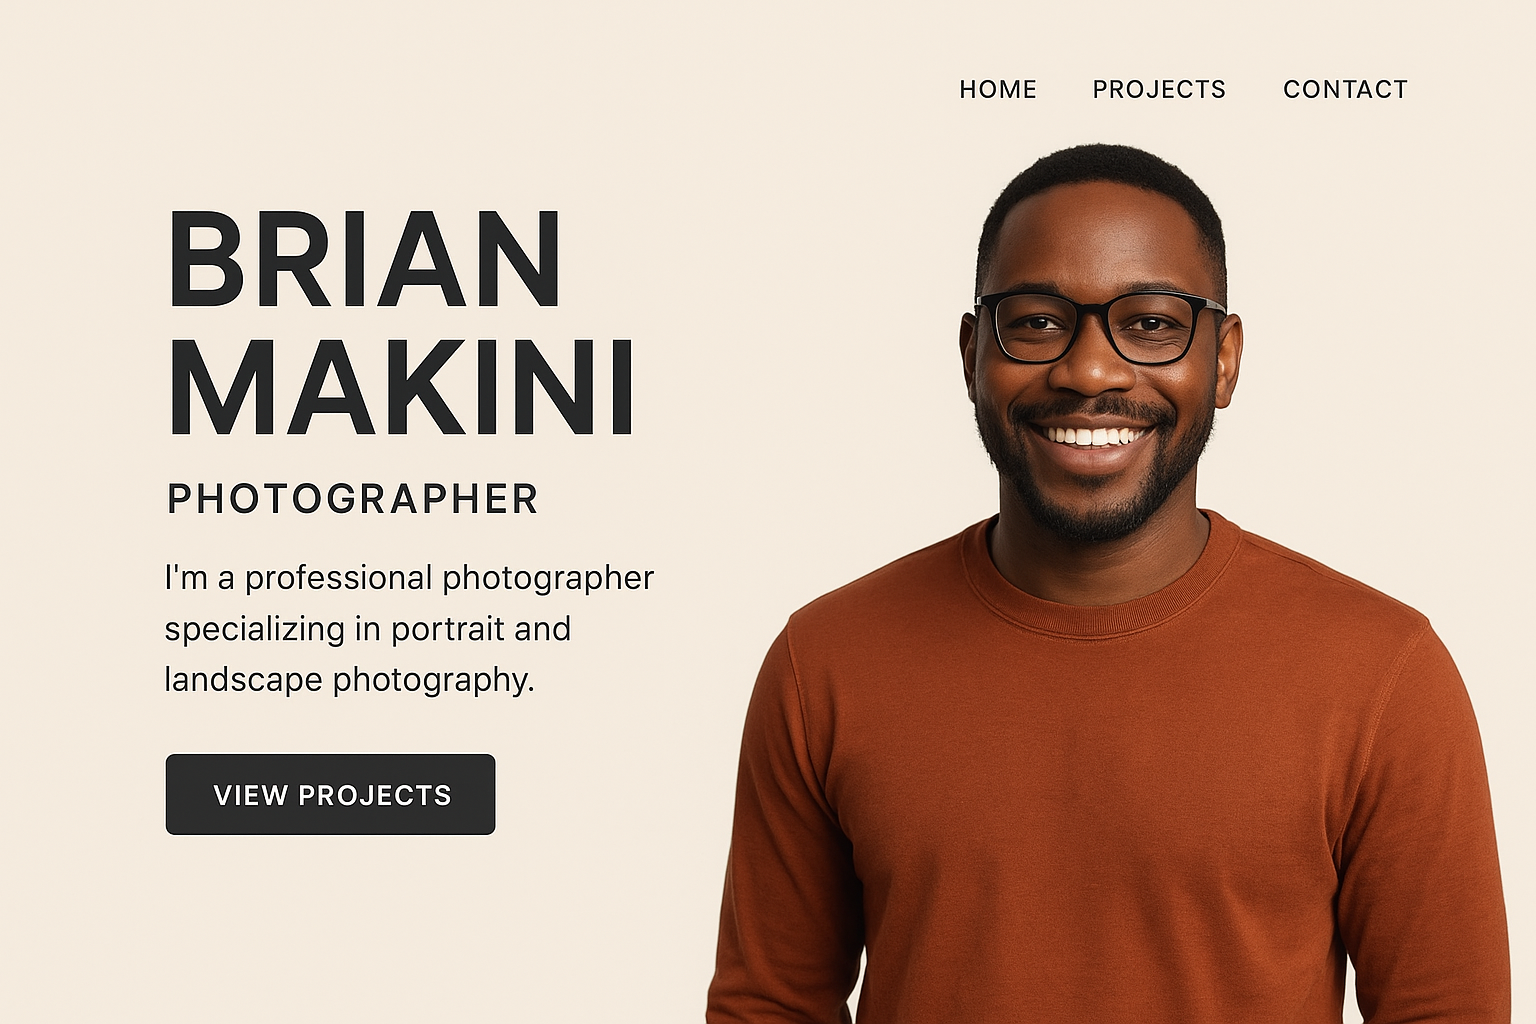 HOME PROJECTS CONTACT
BRIAN
MAKINI
PHOTOGRAPHER
I'm a professional photographer
specializing in portrait and
landscape photography.
VIEW PROJECTS